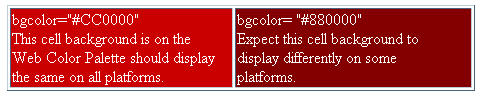 bgcolor="#CC0000"
This cell background is on the
Web Color Palette should display
the same on all platforms.
bgcolor= "#880000"
Expect this cell background to
display differently on some
platforms.